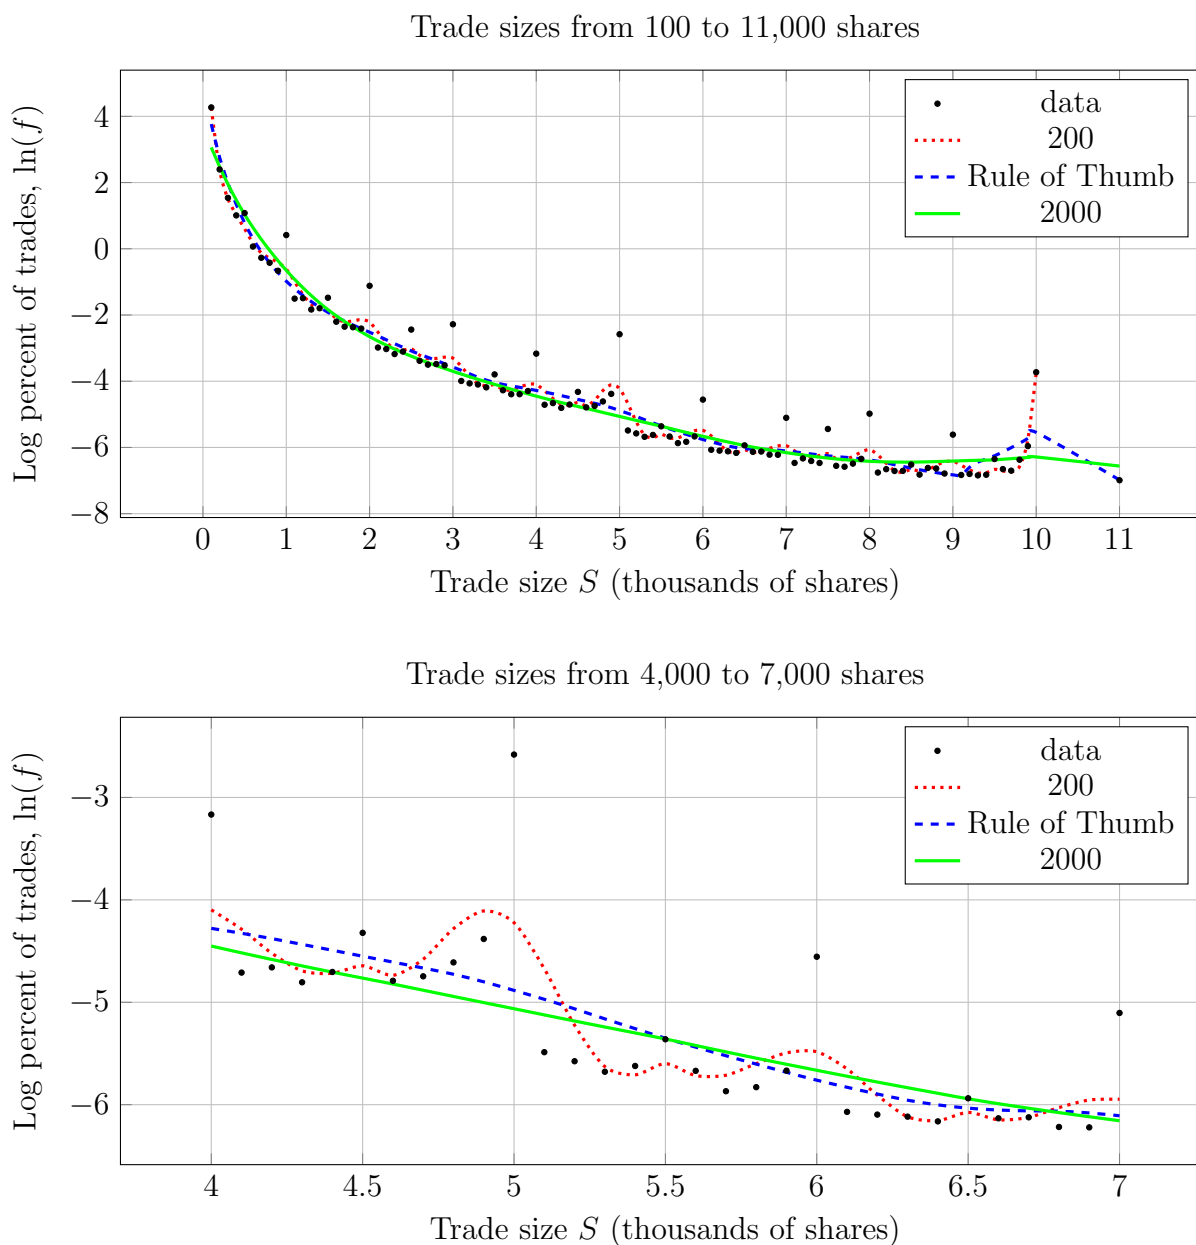 Trade sizes from 100 to 11,000 shares
data
200
Rule of Thumb
2000
4
2
0
−2
−4
−6
−8
Log percent of trades, ln(f)
0 1 2 3 4 5 6 7 8 9 10 11
Trade size S (thousands of shares)
Trade sizes from 4,000 to 7,000 shares
data
200
Rule of Thumb
2000
−3
−4
−5
−6
Log percent of trades, ln(f)
4 4.5 5 5.5 6 6.5 7
Trade size S (thousands of shares)